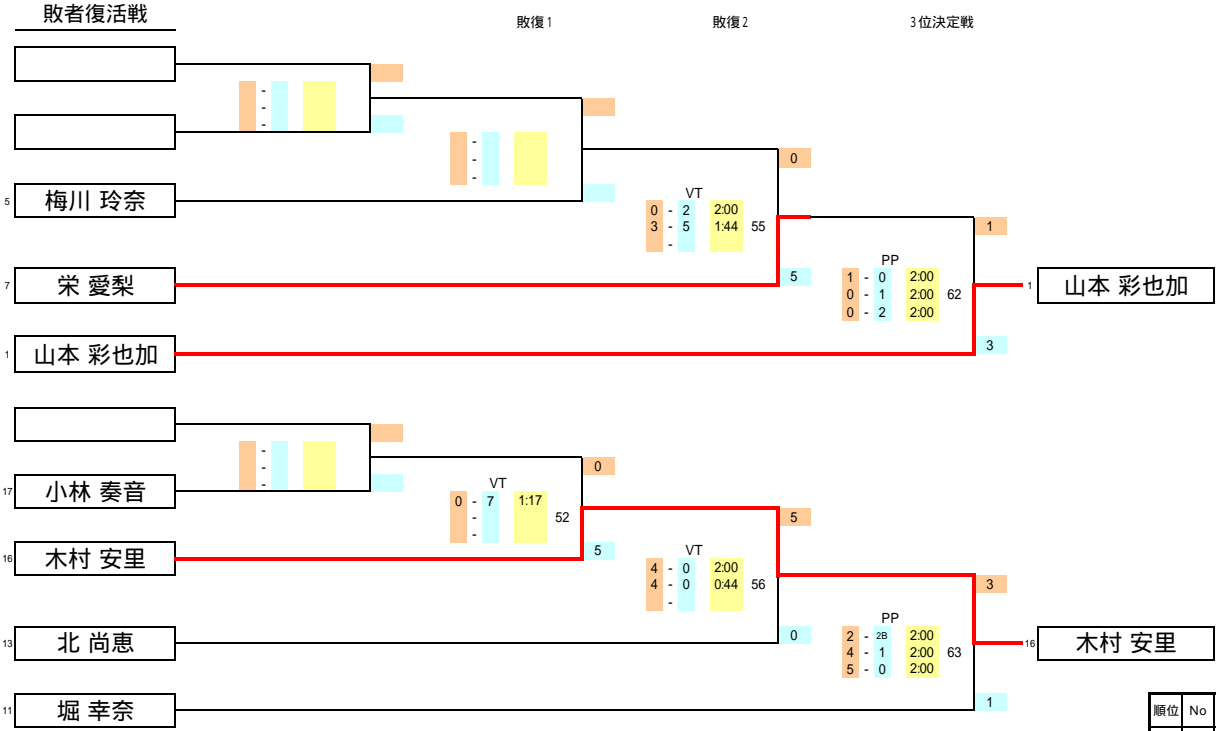 敗者復活戦
敗復1 敗復2 3位決定戦
- 
-
-
-
-
-
5 梅川 玲奈
0
VT
0 - 2 2:00
3 - 5 1:44 55
-
7 栄 愛梨
5
1
PP
1 - 0 2:00
0 - 1 2:00 62
0 - 2 2:00
1 山本 彩也加
1 山本 彩也加
3
-
-
-
17 小林 奏音
0
VT
0 - 7 1:17
- 52
-
16 木村 安里
5
5
VT
4 - 0 2:00
4 - 0 0:44 56
-
13 北 尚恵
0
3
PP
2 - 2B 2:00
4 - 1 2:00 63
5 - 0 2:00
16 木村 安里
11 堀 幸奈
1
順位 No